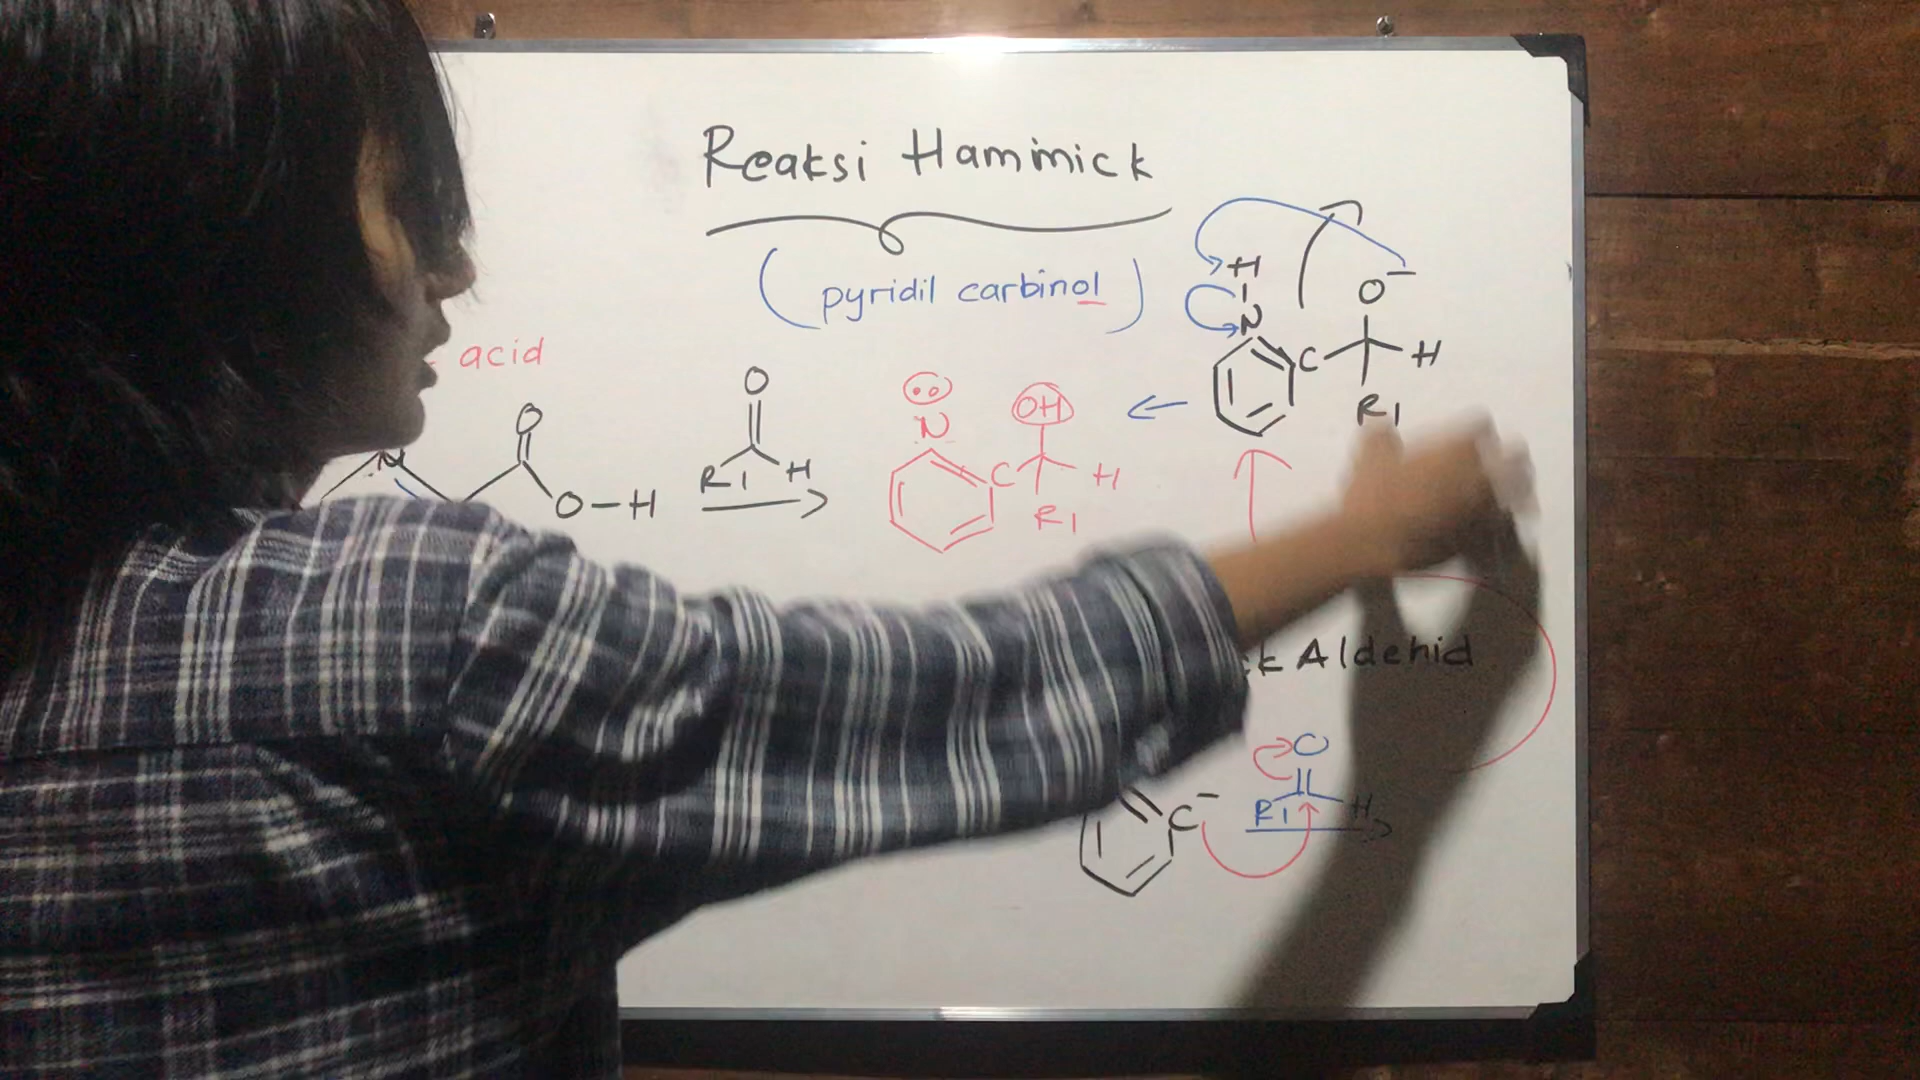 Reaksi Hammick
(pyridil carbinol)
acid
O
O-H
O
R1 H
N
OH
C
H
R1
H
N
C
O-
H
R1
Aldehid
C-
O
R1 H